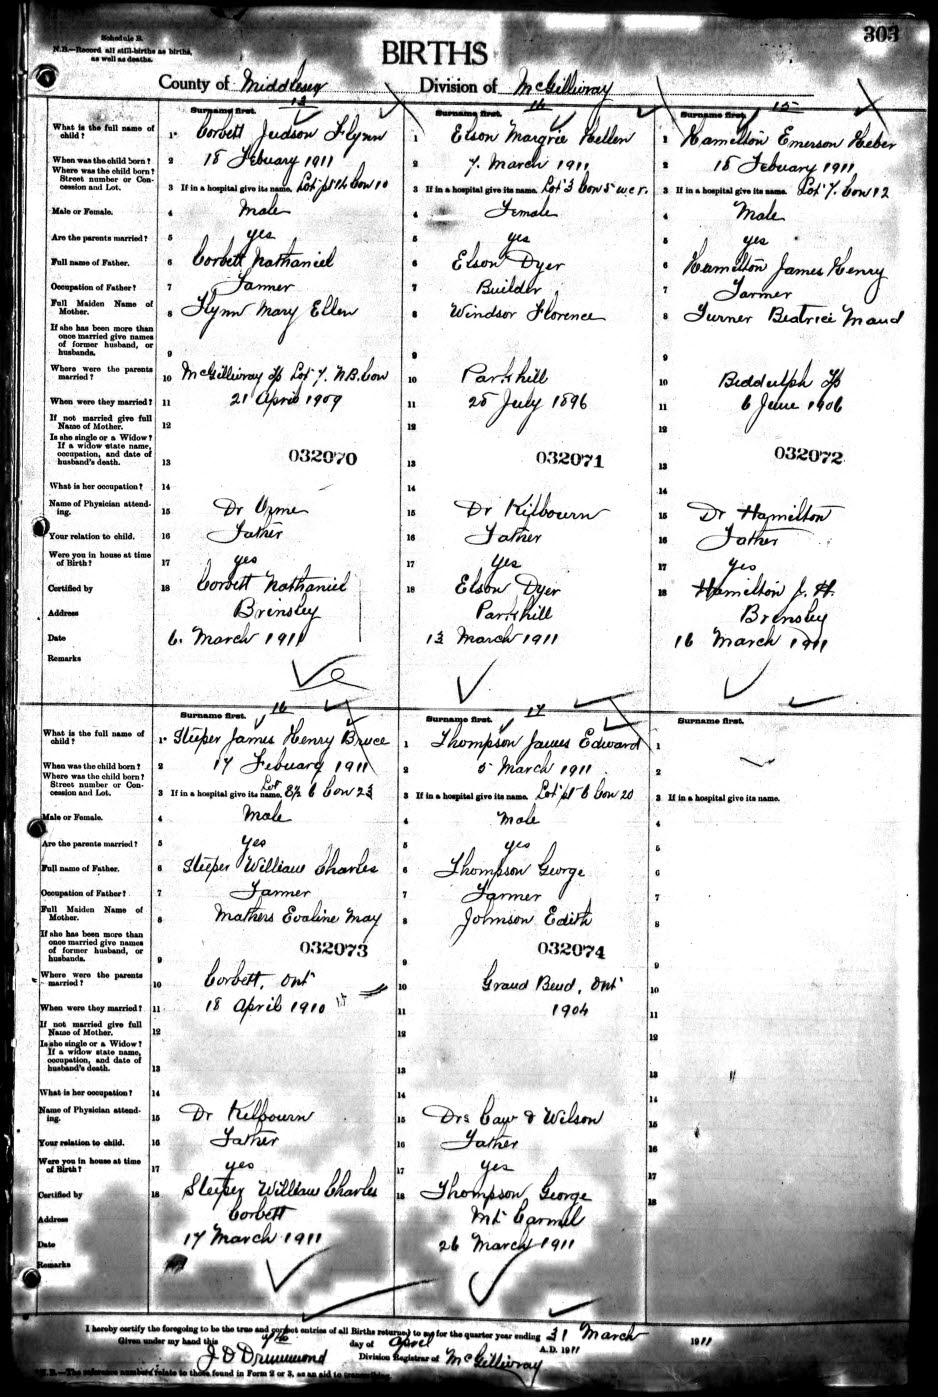 Schedule B.
N.B.—Record all still-births as births, as well as deaths.
303
BIRTHS
County of Middlesex Division of McGillivray
13
Surname first.
What is the full name of child? 1 Corbett Judson Flynn
When was the child born? 2 18 Febuary 1911
Where was the child born? Street number or Concession and Lot. 3 If in a hospital give its name. Lot pt 14 Con 10
Male or Female. 4 Male
Are the parents married? 5 yes
Full name of Father. 6 Corbett Nathaniel
Occupation of Father? 7 Farmer
Full Maiden Name of Mother. 8 Flynn Mary Ellen
If she has been more than once married give names of former husband, or husbands. 9
Where were the parents married? 10 McGillivray Tp Lot 7. N.B. Con
When were they married? 11 21 April 1909
If not married give full Name of Mother. 12
Is she single or a Widow? If a widow state name, occupation, and date of husband's death. 13
032070
What is her occupation? 14
Name of Physician attending. 15 Dr Orme
Your relation to child. 16 Father
Were you in house at time of Birth? 17 yes
Certified by 18 Corbett Nathaniel
Address Brinsley
Date 6. March 1911
Remarks
14
Surname first.
1 Elson Margrie Hellen
2 7. March 1911
3 If in a hospital give its name. Lot 3 Con 5 w c r.
4 Female
5 yes
6 Elson Dyer
7 Builder
8 Windsor Florence
9
10 Parkhill
11 28 July 1896
12
032071
13
14
15 Dr Kilbourn
16 Father
17 yes
18 Elson Dyer
Parkhill
13 March 1911
15
Surname first.
1 Hamelton Emerson Heber
2 18 Febuary 1911
3 If in a hospital give its name. Lot 7. Con 12
4 Male
5 yes
6 Hamelton James Henry
7 Farmer
8 Turner Beatrice Maud
9
10 Biddulph Tp
11 6 June 1906
12
032072
13
14
15 Dr Hamilton
16 Father
17 yes
18 Hamilton J. H.
Brensley
16 March 1911
16
Surname first.
What is the full name of child? 1 Steeper James Henry Bruce
When was the child born? 2 17 Febuary 1911
Where was the child born? Street number or Concession and Lot. 3 If in a hospital give its name. Lot E½ 6 Con 23
Male or Female. 4 Male
Are the parents married? 5 yes
Full name of Father. 6 Steeper William Charles
Occupation of Father? 7 Farmer
Full Maiden Name of Mother. 8 Mathers Evaline May
If she has been more than once married give names of former husband, or husbands. 9
032073
Where were the parents married? 10 Corbett, Ont
When were they married? 11 18 April 1910
If not married give full Name of Mother. 12
Is she single or a Widow? If a widow state name, occupation, and date of husband's death. 13
What is her occupation? 14
Name of Physician attending. 15 Dr Kilbourn
Your relation to child. 16 Father
Were you in house at time of Birth? 17 yes
Certified by 18 Steeper William Charles
Address Corbett
Date 17 March 1911
Remarks
17
Surname first.
1 Thompson James Edward
2 5 March 1911
3 If in a hospital give its name. Lot pt 6 Con 20
4 Male
5 yes
6 Thompson George
7 Farmer
8 Johnson Edith
032074
9
10 Grand Bend, Ont
11 1904
12
13
14
15 Drs Caw & Wilson
16 Father
17 yes
18 Thompson George
Mt Carmel
26 March 1911
Surname first.
1
2
3 If in a hospital give its name.
4
5
6
7
8
9
10
11
12
13
14
15
16
17
18
I hereby certify the foregoing to be the true and correct entries of all Births returned to me for the quarter year ending 31 March 1911
Given under my hand this day of April A.D. 1911
J D Drummond Division Registrar of McGillivray
N.B.—The reference numbers relate to those found in Form 2 or 3, as an aid to transcribing.